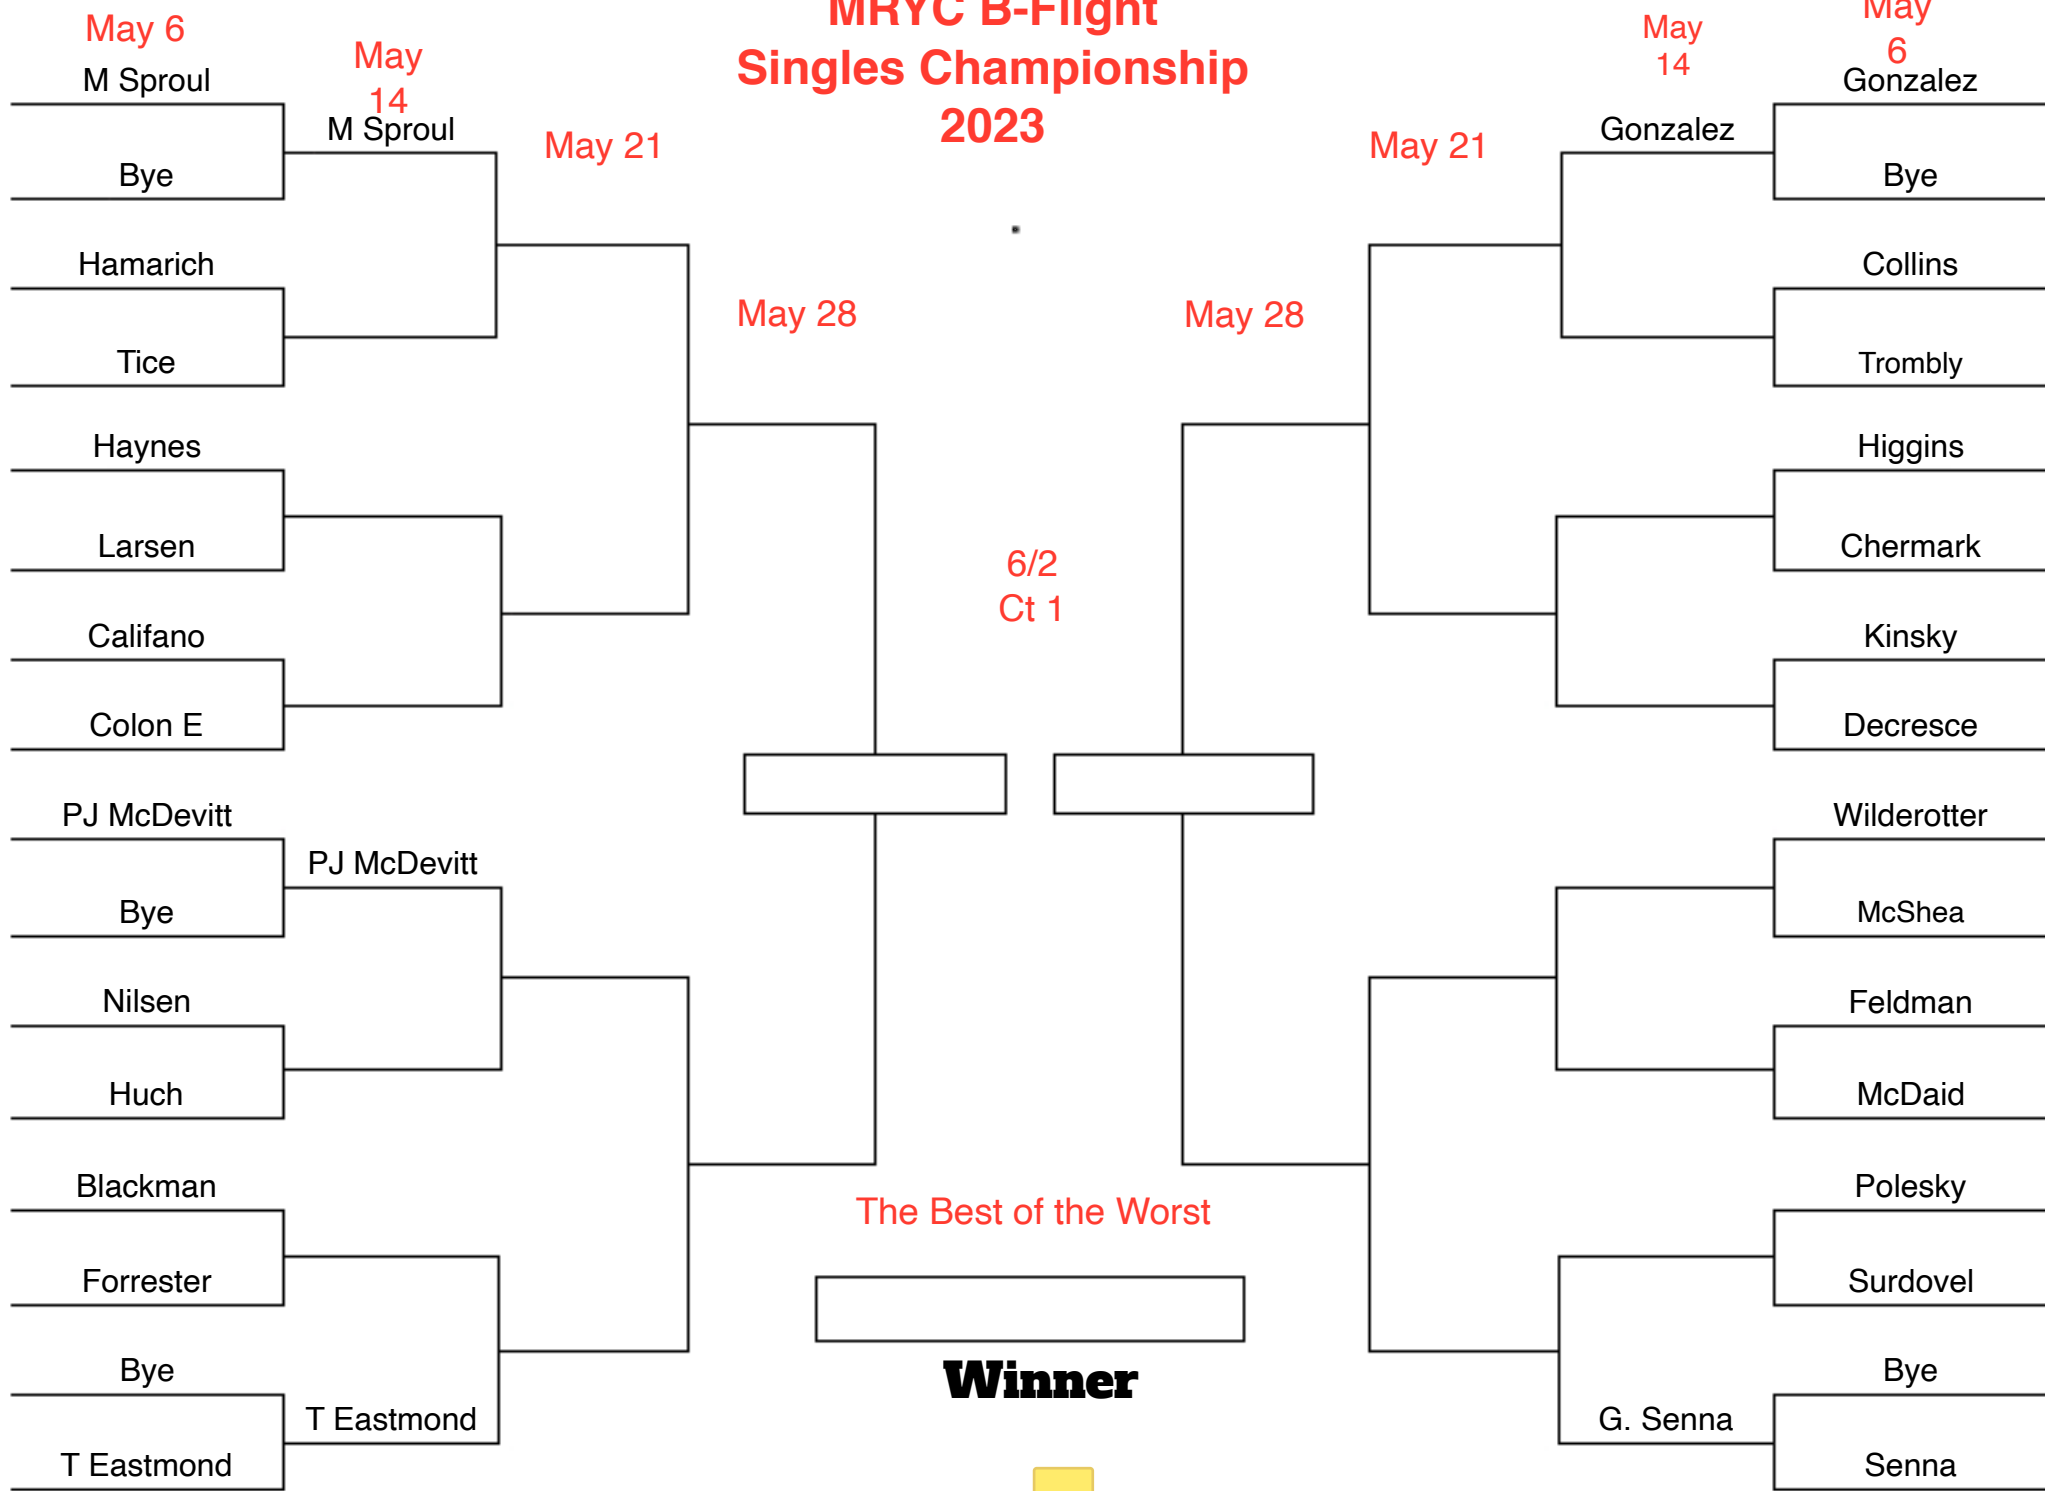 MRYC B-Flight
Singles Championship
2023
May 6
May
14
May 21
May 28
M Sproul
Bye
M Sproul
Hamarich
Tice
Haynes
Larsen
Califano
Colon E
PJ McDevitt
Bye
PJ McDevitt
Nilsen
Huch
Blackman
Forrester
Bye
T Eastmond
T Eastmond
6/2
Ct 1
The Best of the Worst
Winner
May 28
May 21
May
14
May
6
Gonzalez
Gonzalez
Bye
Collins
Trombly
Higgins
Chermark
Kinsky
Decresce
Wilderotter
McShea
Feldman
McDaid
Polesky
Surdovel
Bye
G. Senna
Senna